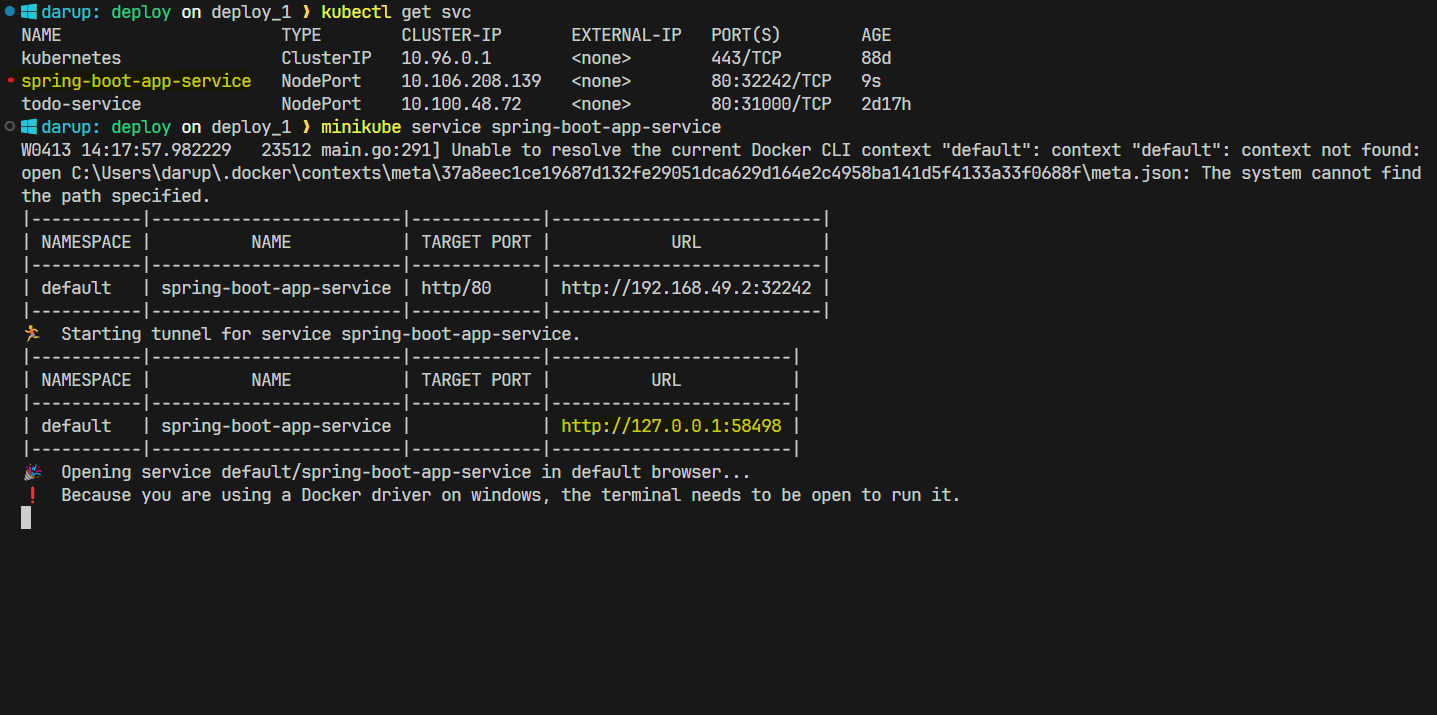 darup: deploy on deploy_1 ❯ kubectl get svc
NAME                      TYPE        CLUSTER-IP       EXTERNAL-IP   PORT(S)        AGE
kubernetes                ClusterIP   10.96.0.1        <none>        443/TCP        88d
spring-boot-app-service   NodePort    10.106.208.139   <none>        80:32242/TCP   9s
todo-service              NodePort    10.100.48.72     <none>        80:31000/TCP   2d17h
darup: deploy on deploy_1 ❯ minikube service spring-boot-app-service
W0413 14:17:57.982229   23512 main.go:291] Unable to resolve the current Docker CLI context "default": context "default": context not found:
open C:\Users\darup\.docker\contexts\meta\37a8eec1ce19687d132fe29051dca629d164e2c4958ba141d5f4133a33f0688f\meta.json: The system cannot find
the path specified.
|-----------|-------------------------|-------------|---------------------------|
| NAMESPACE |          NAME           | TARGET PORT |            URL            |
|-----------|-------------------------|-------------|---------------------------|
| default   | spring-boot-app-service | http/80     | http://192.168.49.2:32242 |
|-----------|-------------------------|-------------|---------------------------|
🏃  Starting tunnel for service spring-boot-app-service.
|-----------|-------------------------|-------------|------------------------|
| NAMESPACE |          NAME           | TARGET PORT |          URL           |
|-----------|-------------------------|-------------|------------------------|
| default   | spring-boot-app-service |             | http://127.0.0.1:58498 |
|-----------|-------------------------|-------------|------------------------|
🎉  Opening service default/spring-boot-app-service in default browser...
❗  Because you are using a Docker driver on windows, the terminal needs to be open to run it.